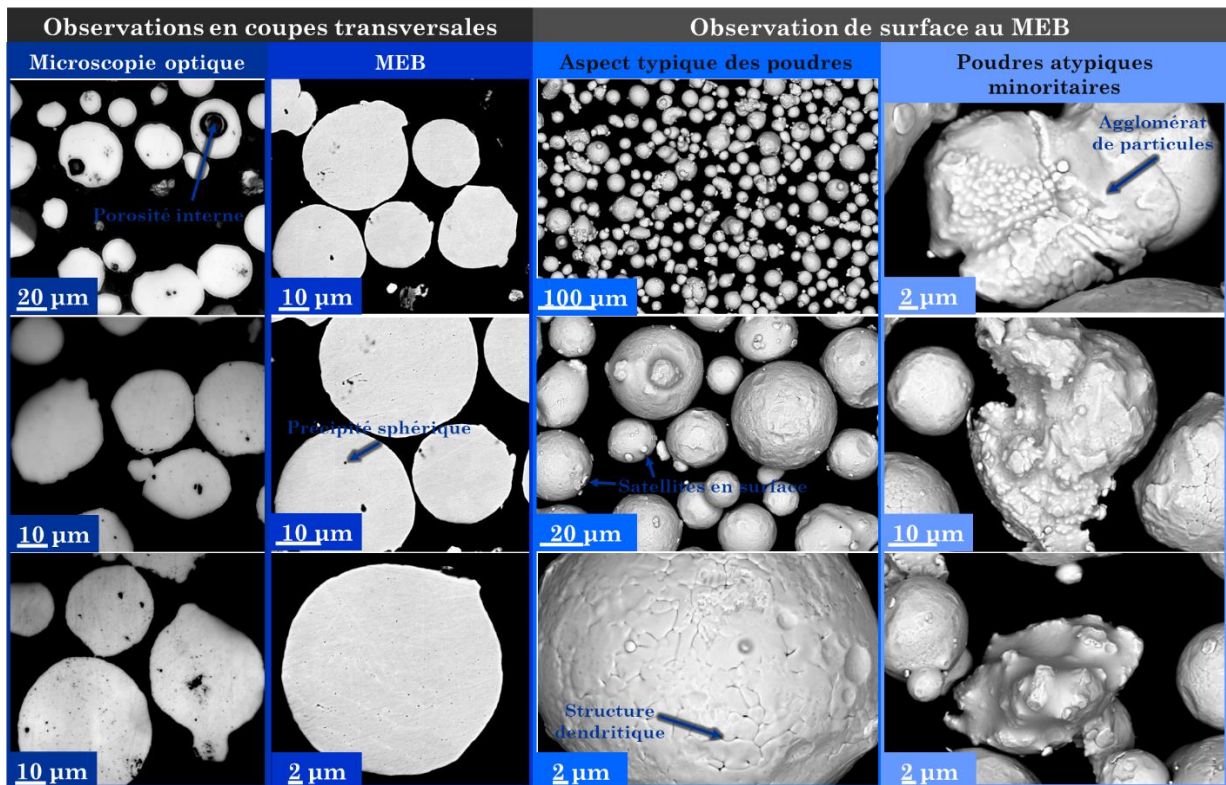 Observations en coupes transversales
Observation de surface au MEB
Microscopie optique
MEB
Aspect typique des poudres
Poudres atypiques
minoritaires
Porosité interne
20 µm
10 µm
100 µm
Agglomérat
de particules
2 µm
10 µm
Précipité sphérique
10 µm
Satellites en surface
20 µm
10 µm
10 µm
2 µm
Structure
dendritique
2 µm
2 µm